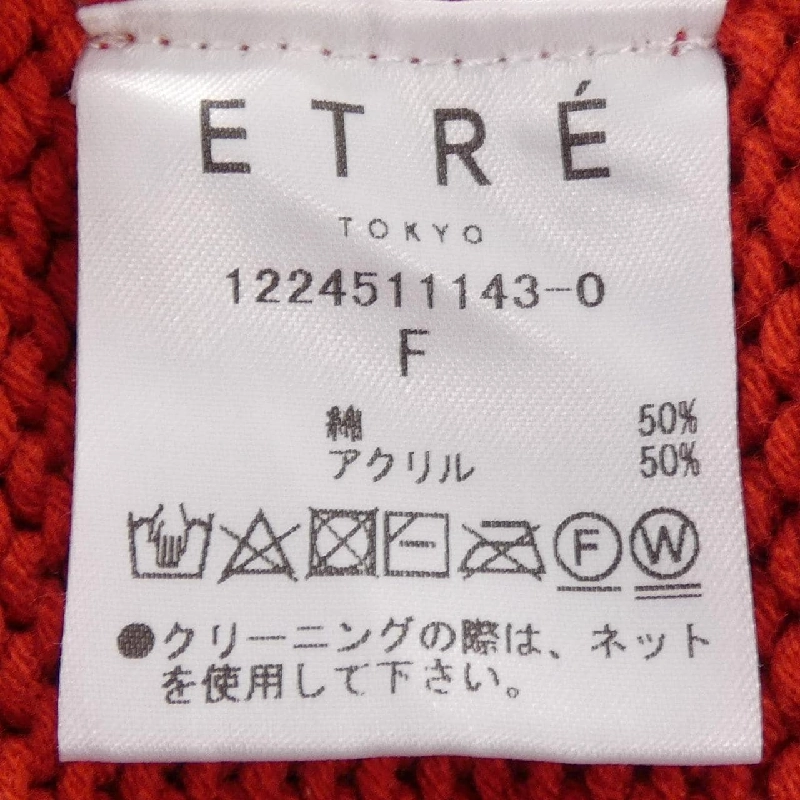 ETRÉ
TOKYO
1224511143-0
F
綿 50%
アクリル 50%
F W
●クリーニングの際は、ネット
を使用して下さい。